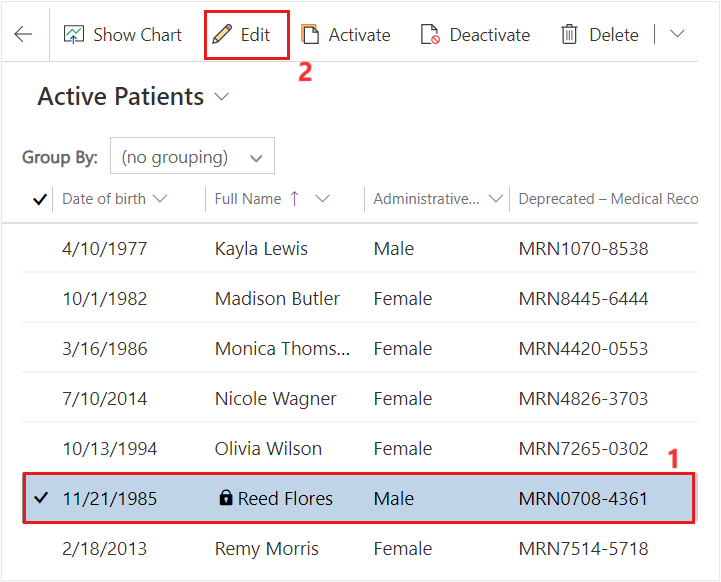 Show Chart Edit Activate Deactivate Delete
2
Active Patients
Group By: (no grouping)
Date of birth Full Name Administrative... Deprecated – Medical Reco
4/10/1977 Kayla Lewis Male MRN1070-8538
10/1/1982 Madison Butler Female MRN8445-6444
3/16/1986 Monica Thoms... Female MRN4420-0553
7/10/2014 Nicole Wagner Female MRN4826-3703
10/13/1994 Olivia Wilson Female MRN7265-0302
1
11/21/1985 Reed Flores Male MRN0708-4361
2/18/2013 Remy Morris Female MRN7514-5718